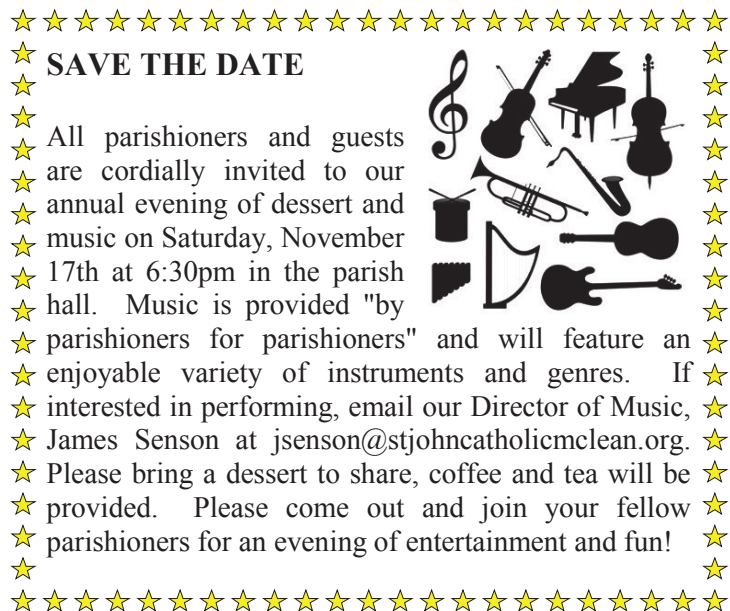 SAVE THE DATE
All parishioners and guests
are cordially invited to our
annual evening of dessert and
music on Saturday, November
17th at 6:30pm in the parish
hall. Music is provided "by
parishioners for parishioners" and will feature an
enjoyable variety of instruments and genres. If
interested in performing, email our Director of Music,
James Senson at jsenson@stjohncatholicmclean.org.
Please bring a dessert to share, coffee and tea will be
provided. Please come out and join your fellow
parishioners for an evening of entertainment and fun!